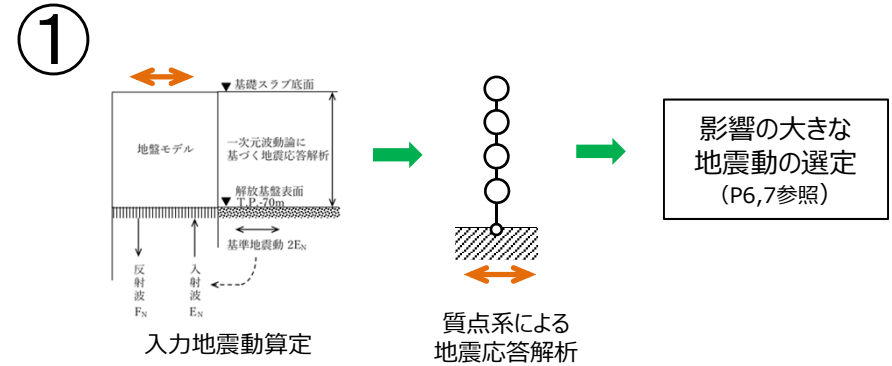 ①
▼基礎スラブ底面
地盤モデル
一次元波動論に
基づく地震応答解析
解放基盤表面
▼T.P.-70m
基準地震動 2EN
反射波 FN
入射波 EN
入力地震動算定
質点系による
地震応答解析
影響の大きな
地震動の選定
(P6,7参照)